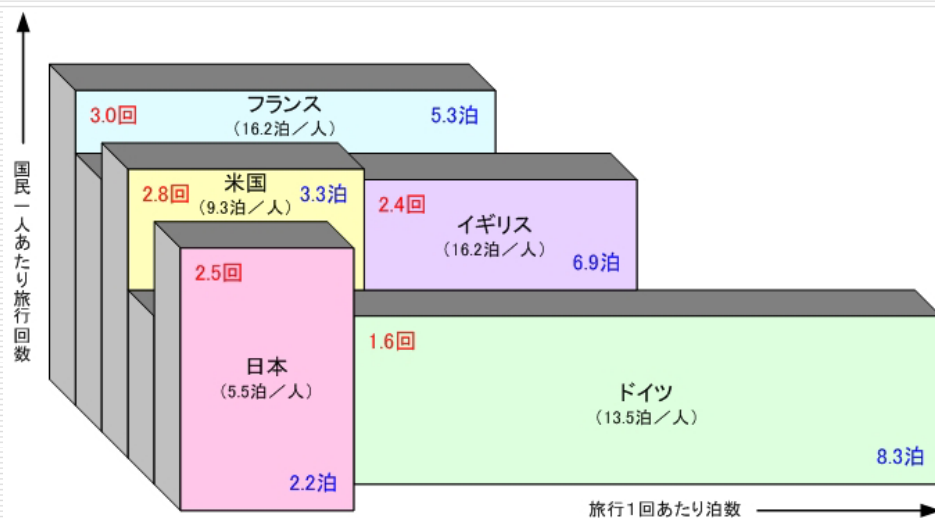 国民一人あたり旅行回数
3.0回
フランス
(16.2泊／人)
5.3泊
2.8回
米国
(9.3泊／人)
3.3泊
2.4回
イギリス
(16.2泊／人)
6.9泊
2.5回
日本
(5.5泊／人)
2.2泊
1.6回
ドイツ
(13.5泊／人)
8.3泊
旅行1回あたり泊数